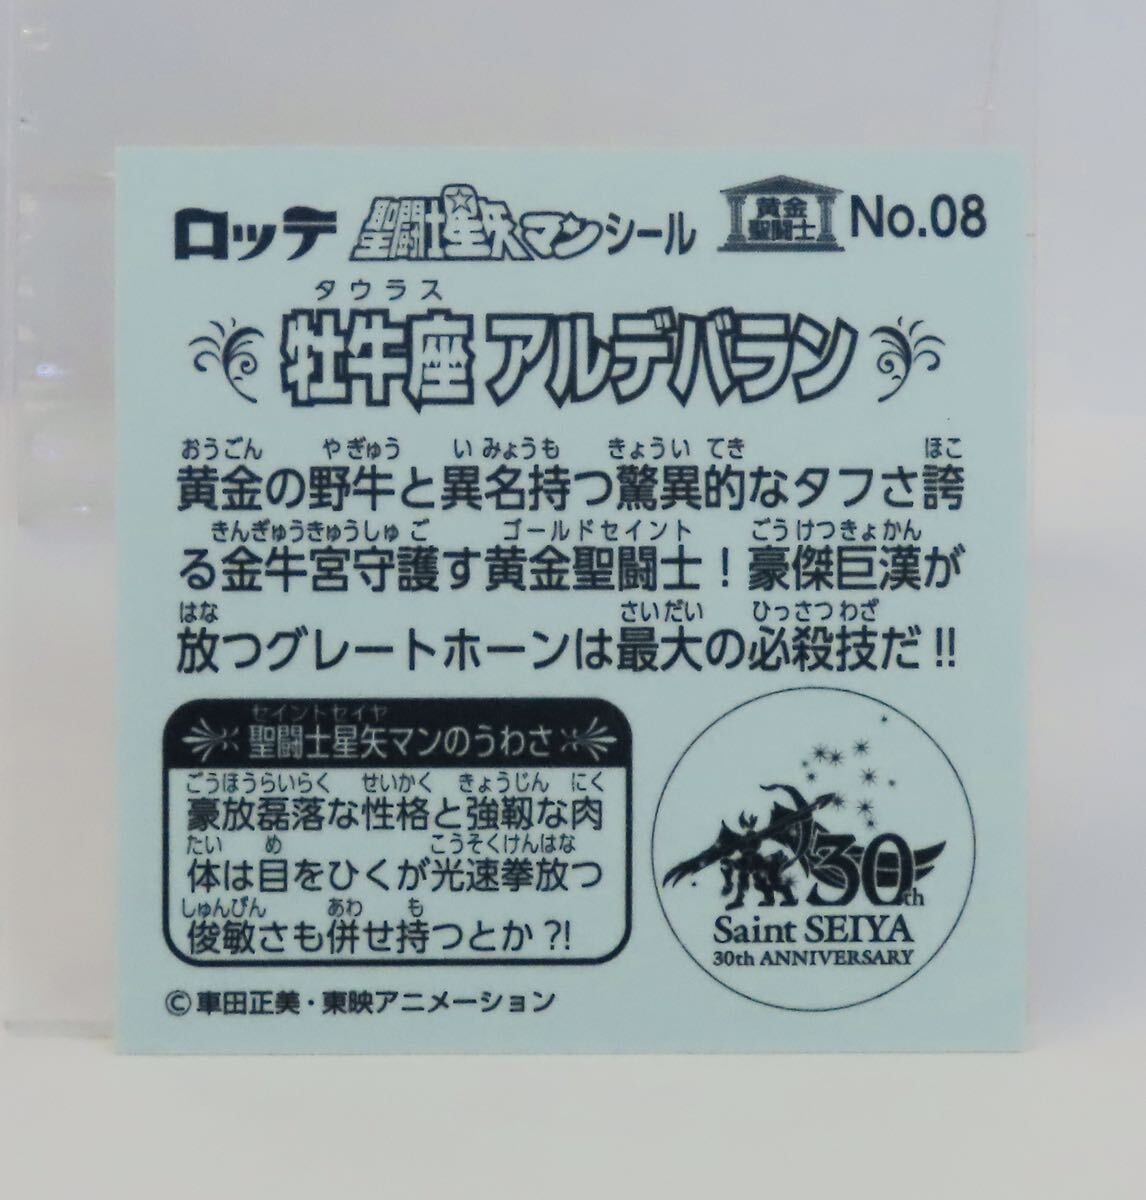 ロッテ 聖闘士星矢マンシール 黄金聖闘士 No.08
タウラス
牡牛座 アルデバラン
おうごん やぎゅう いみょうも きょういてき ほこ
黄金の野牛と異名持つ驚異的なタフさ誇
きんぎゅうきゅうしゅご ゴールドセイント ごうけつきょかん
る金牛宮守護す黄金聖闘士！豪傑巨漢が
はな さいだい ひっさつわざ
放つグレートホーンは最大の必殺技だ!!
セイントセイヤ
聖闘士星矢マンのうわさ
ごうほうらいらく せいかく きょうじん にく
豪放磊落な性格と強靭な肉
たい め こうそくけんはな
体は目をひくが光速拳放つ
しゅんびん あわ も
俊敏さも併せ持つとか?!
30th
Saint SEIYA
30th ANNIVERSARY
©車田正美・東映アニメーション